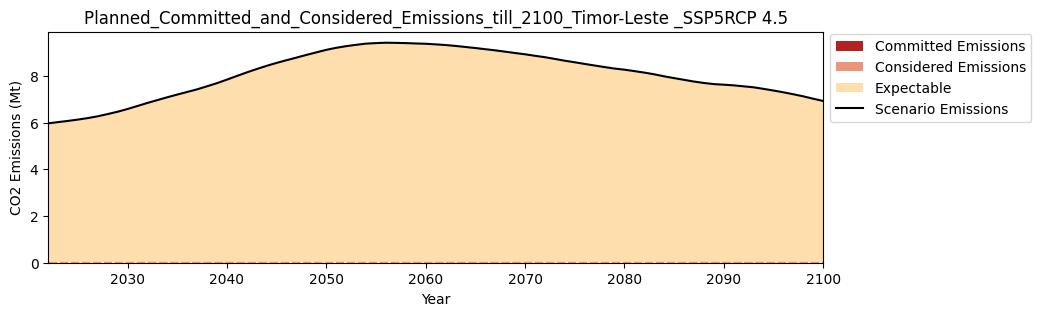 Planned_Committed_and_Considered_Emissions_till_2100_Timor-Leste _SSP5RCP 4.5
Committed Emissions
Considered Emissions
Expectable
Scenario Emissions
CO2 Emissions (Mt)
8
6
4
2
0
2030 2040 2050 2060 2070 2080 2090 2100
Year